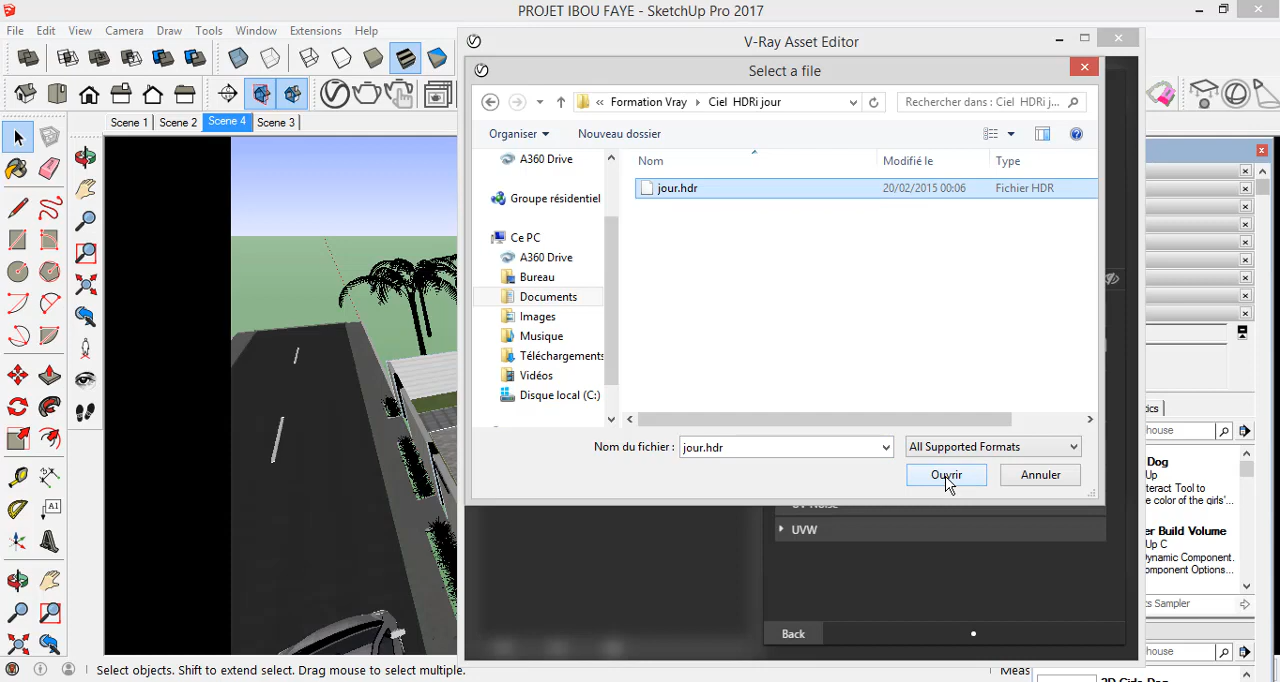 PROJET IBOU FAYE - SketchUp Pro 2017
File Edit View Camera Draw Tools Window Extensions Help
V-Ray Asset Editor
Select a file
« Formation Vray Ciel HDRi jour
Rechercher dans : Ciel HDRi j...
Scene 1 Scene 2 Scene 4 Scene 3
Organiser Nouveau dossier
Nom Modifié le Type
A360 Drive
jour.hdr 20/02/2015 00:06 Fichier HDR
Groupe résidentiel
Ce PC
A360 Drive
Bureau
Documents
Images
Musique
Téléchargements
Vidéos
Disque local (C:)
tics
house
Nom du fichier : jour.hdr All Supported Formats
Dog
Up
Ouvrir Annuler
teract Tool to
e color of the girls'...
A1
UVW
er Build Volume
Up C
Dynamic Component.
omponent Options...
ts Sampler
Back
house
Select objects. Shift to extend select. Drag mouse to select multiple.
Meas